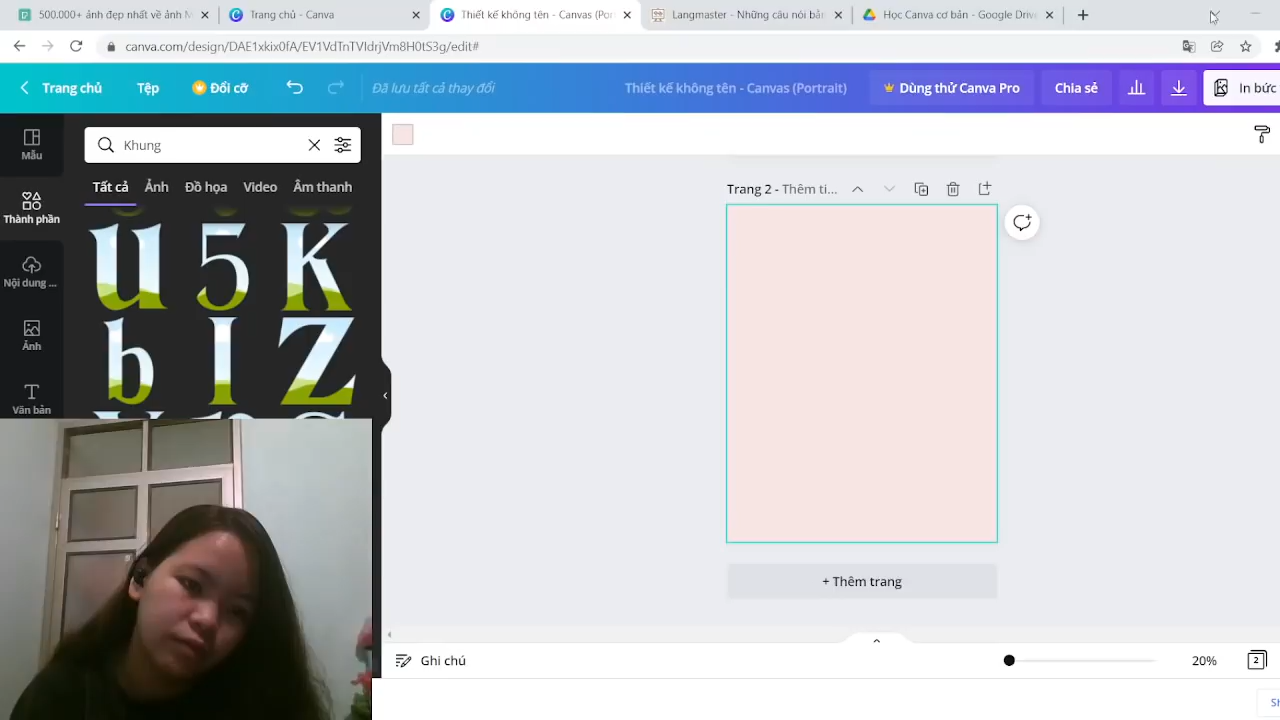 500.000+ ảnh đẹp nhất về ảnh M
Trang chủ - Canva
Thiết kế không tên - Canvas (Por
Langmaster - Những câu nói bản
Học Canva cơ bản - Google Drive
canva.com/design/DAE1xkix0fA/EV1VdTnTVIdrjVm8H0tS3g/edit#
Trang chủ
Tệp
Đổi cỡ
Đã lưu tất cả thay đổi
Thiết kế không tên - Canvas (Portrait)
Dùng thử Canva Pro
Chia sẻ
In bức
Mẫu
Thành phần
Nội dung ...
Ảnh
Văn bản
Khung
Tất cả
Ảnh
Đồ họa
Video
Âm thanh
u 5 K
b I Z
Trang 2 - Thêm ti...
+ Thêm trang
Ghi chú
20%
2